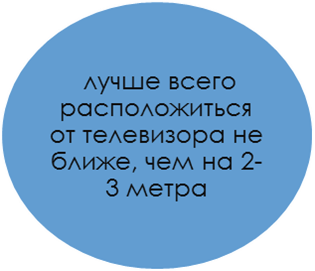 лучше всего
расположиться
от телевизора не
ближе, чем на 2-
3 метра